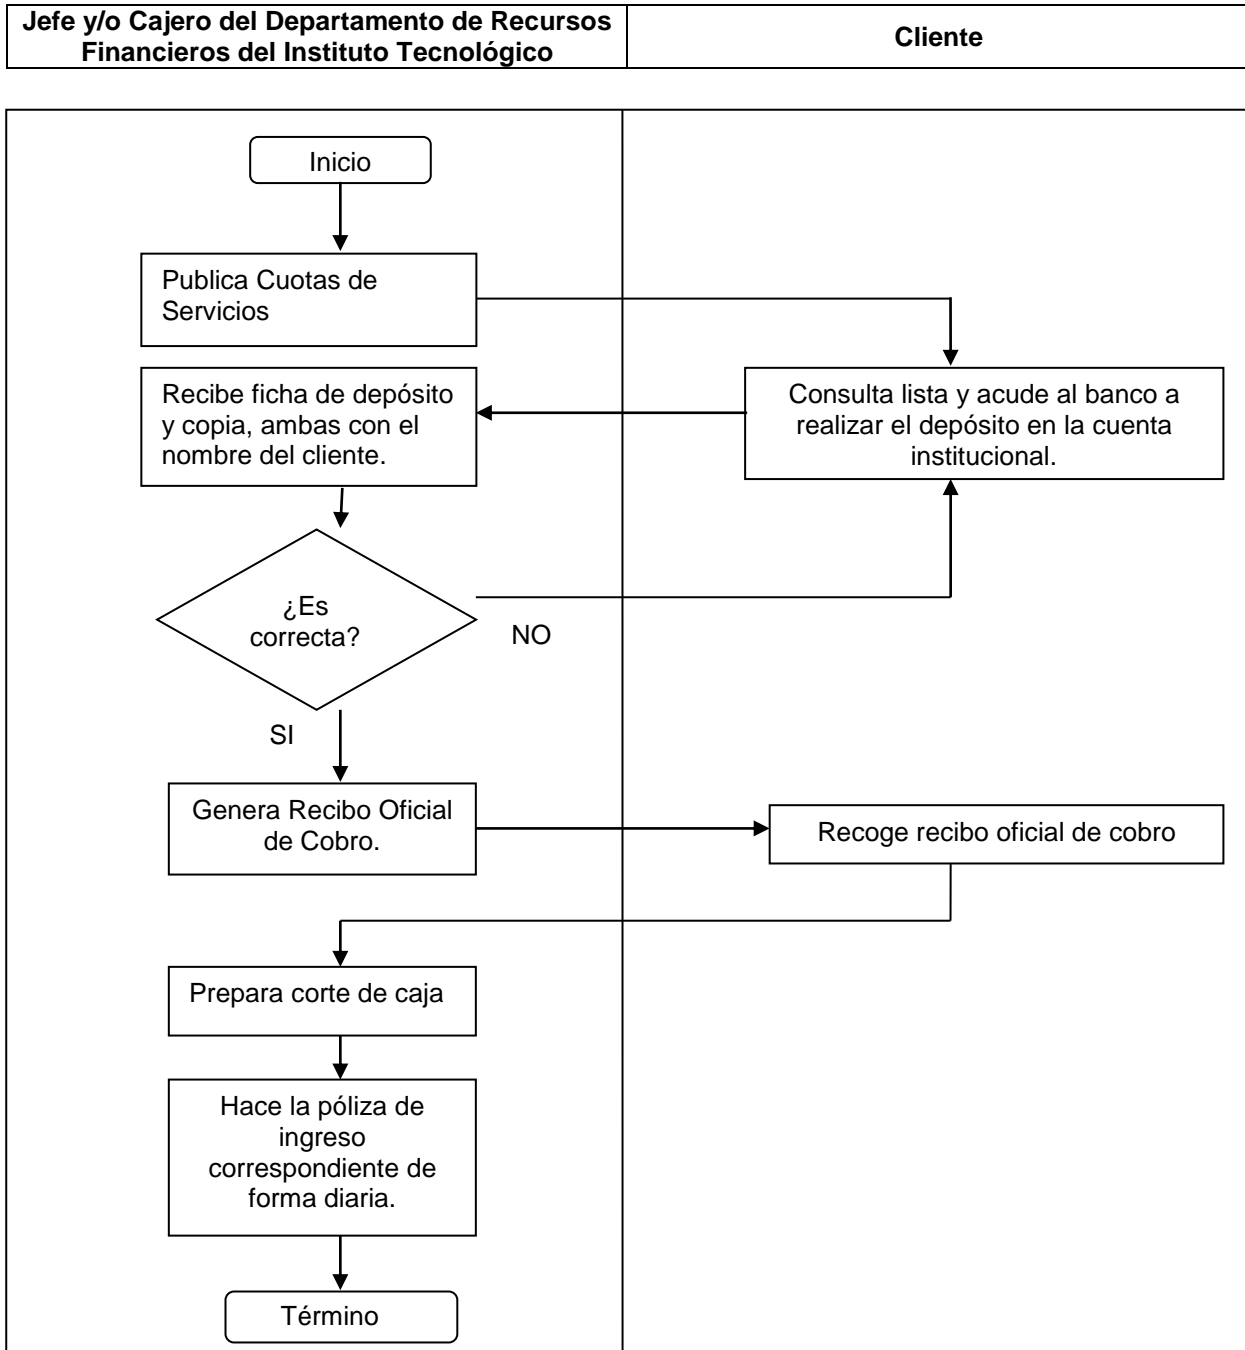 Jefe y/o Cajero del Departamento de Recursos
Financieros del Instituto Tecnológico
Cliente
Inicio
Publica Cuotas de
Servicios
Recibe ficha de depósito
y copia, ambas con el
nombre del cliente.
Consulta lista y acude al banco a
realizar el depósito en la cuenta
institucional.
¿Es
correcta?
NO
SI
Genera Recibo Oficial
de Cobro.
Recoge recibo oficial de cobro
Prepara corte de caja
Hace la póliza de
ingreso
correspondiente de
forma diaria.
Término